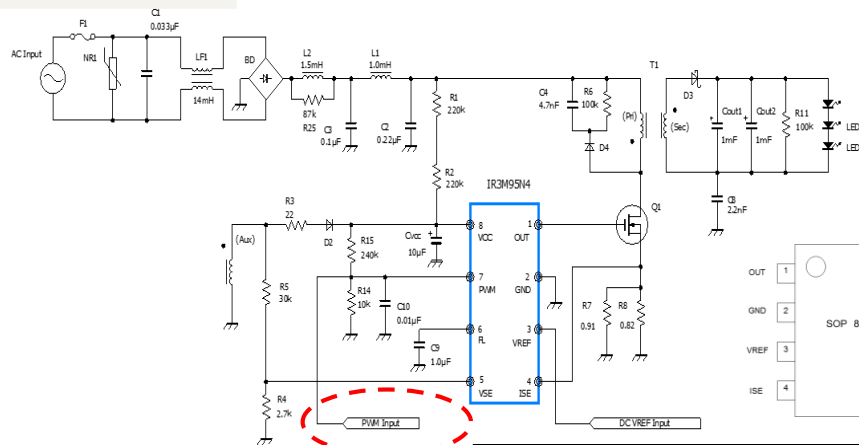 F1
AC Input
NR1
C1
0.033µF
LF1
14mH
BD
L2
1.5mH
87k
R25
L1
1.0mH
C3
0.1µF
C2
0.22µF
R1
220k
R2
220k
C4
4.7nF
R6
100k
D4
T1
(Pri)
(Sec)
D3
Cout1
1mF
Cout2
1mF
R11
100k
LED
LED
C8
2.2nF
Q1
IR3M95N4
8
VCC
7
PWM
6
FL
5
VSE
1
OUT
2
GND
3
VREF
4
ISE
(Aux)
R3
22
D2
R15
240k
Cvcc
+
10µF
R5
30k
R14
10k
C10
0.01µF
C9
1.0µF
R4
2.7k
R7
0.91
R8
0.82
PWM Input
DC VREF Input
OUT
1
GND
2
VREF
3
ISE
4
SOP 8